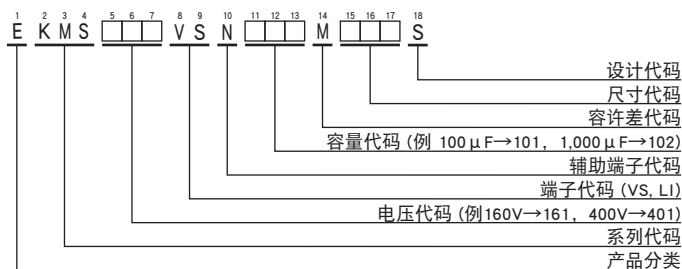 1 2 3 4 5 6 7 8 9 10 11 12 13 14 15 16 17 18
E K M S □□□ V S N □□□ M □□□ S
设计代码
尺寸代码
容许差代码
容量代码 (例 100μF→101, 1,000μF→102)
辅助端子代码
端子代码 (VS, LI)
电压代码 (例160V→161, 400V→401)
系列代码
产品分类